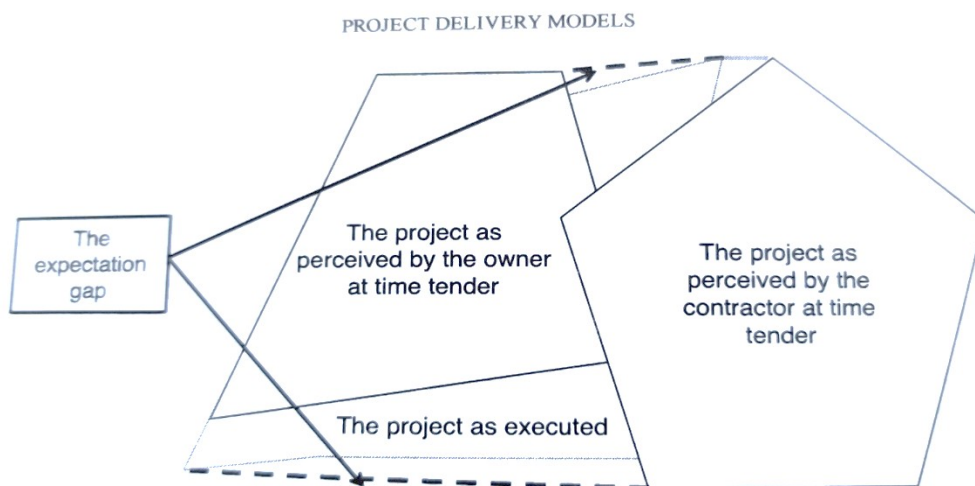 PROJECT DELIVERY MODELS
The
expectation
gap
The project as
perceived by the owner
at time tender
The project as
perceived by the
contractor at time
tender
The project as executed